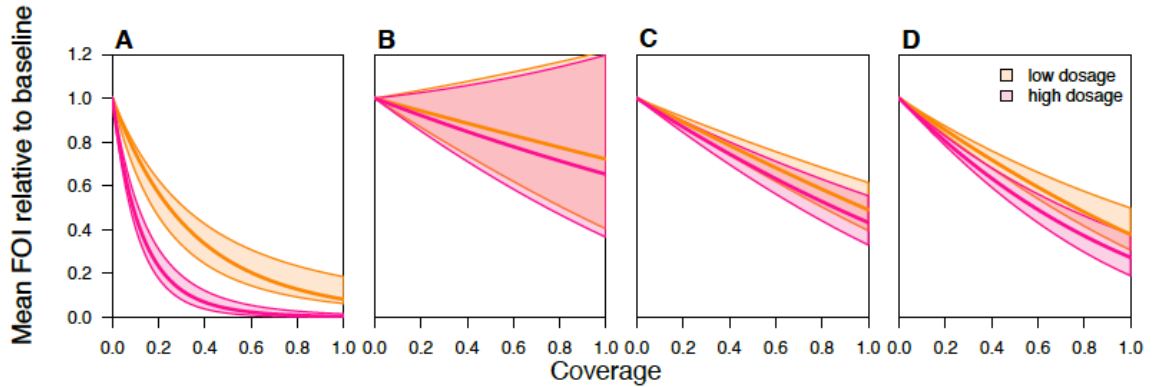 A B C D
Mean FOI relative to baseline
1.2
1.0
0.8
0.6
0.4
0.2
0.0
low dosage
high dosage
0.0 0.2 0.4 0.6 0.8 1.0 0.0 0.2 0.4 0.6 0.8 1.0 0.0 0.2 0.4 0.6 0.8 1.0 0.0 0.2 0.4 0.6 0.8 1.0
Coverage